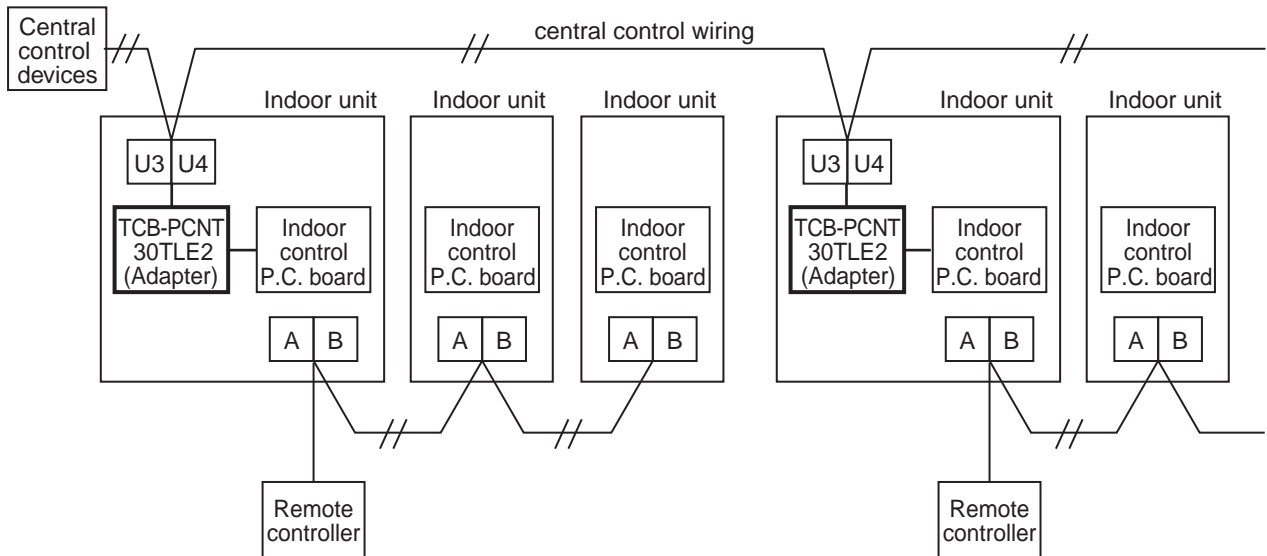 Central
control
devices
central control wiring
Indoor unit
Indoor unit
Indoor unit
Indoor unit
Indoor unit
U3 U4
U3 U4
TCB-PCNT
30TLE2
(Adapter)
Indoor
control
P.C. board
Indoor
control
P.C. board
Indoor
control
P.C. board
TCB-PCNT
30TLE2
(Adapter)
Indoor
control
P.C. board
Indoor
control
P.C. board
A B
A B
A B
A B
A B
Remote
controller
Remote
controller